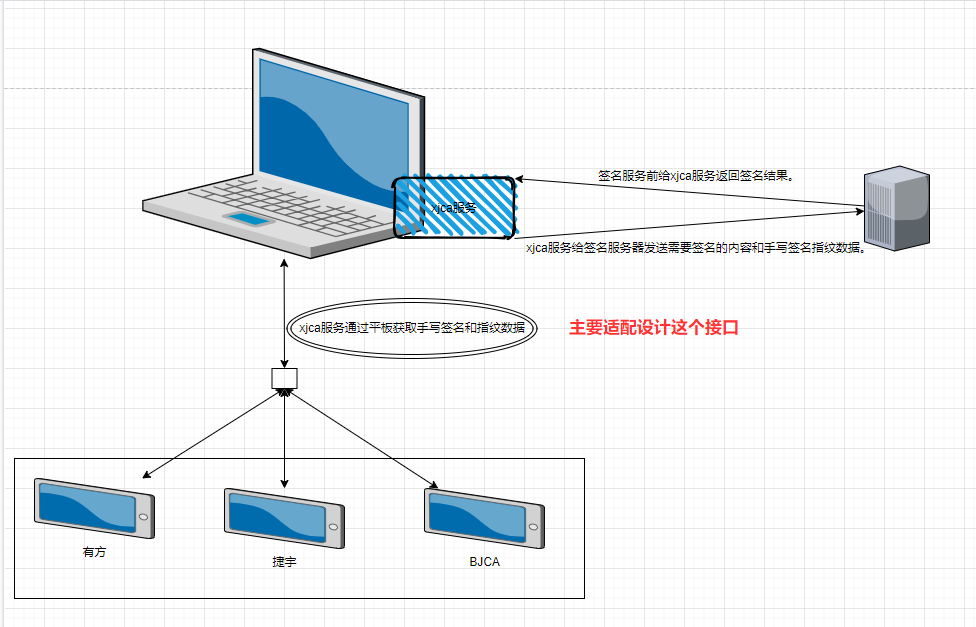 签名服务前给xjca服务返回签名结果。
xjca服务
xjca服务给签名服务器发送需要签名的内容和手写签名指纹数据。
xjca服务通过平板获取手写签名和指纹数据
主要适配设计这个接口
有方
捷宇
BJCA